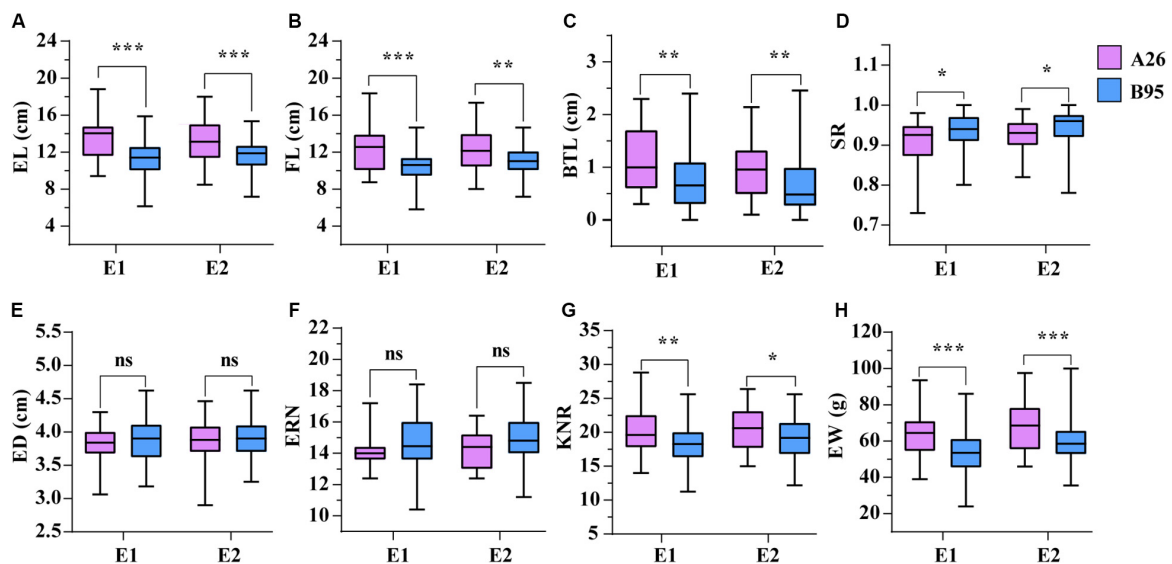 A
EL (cm)
24
20
16
12
8
4
***
***
E1
E2
B
FL (cm)
24
20
16
12
8
4
***
**
E1
E2
C
BTL (cm)
3
2
1
0
**
**
E1
E2
D
SR
1.1
1.0
0.9
0.8
0.7
*
*
E1
E2
A26
B95
E
ED (cm)
5.5
5.0
4.5
4.0
3.5
3.0
2.5
ns
ns
E1
E2
F
ERN
22
20
18
16
14
12
10
ns
ns
E1
E2
G
KNR
35
30
25
20
15
10
5
**
*
E1
E2
H
EW (g)
120
100
80
60
40
20
***
***
E1
E2